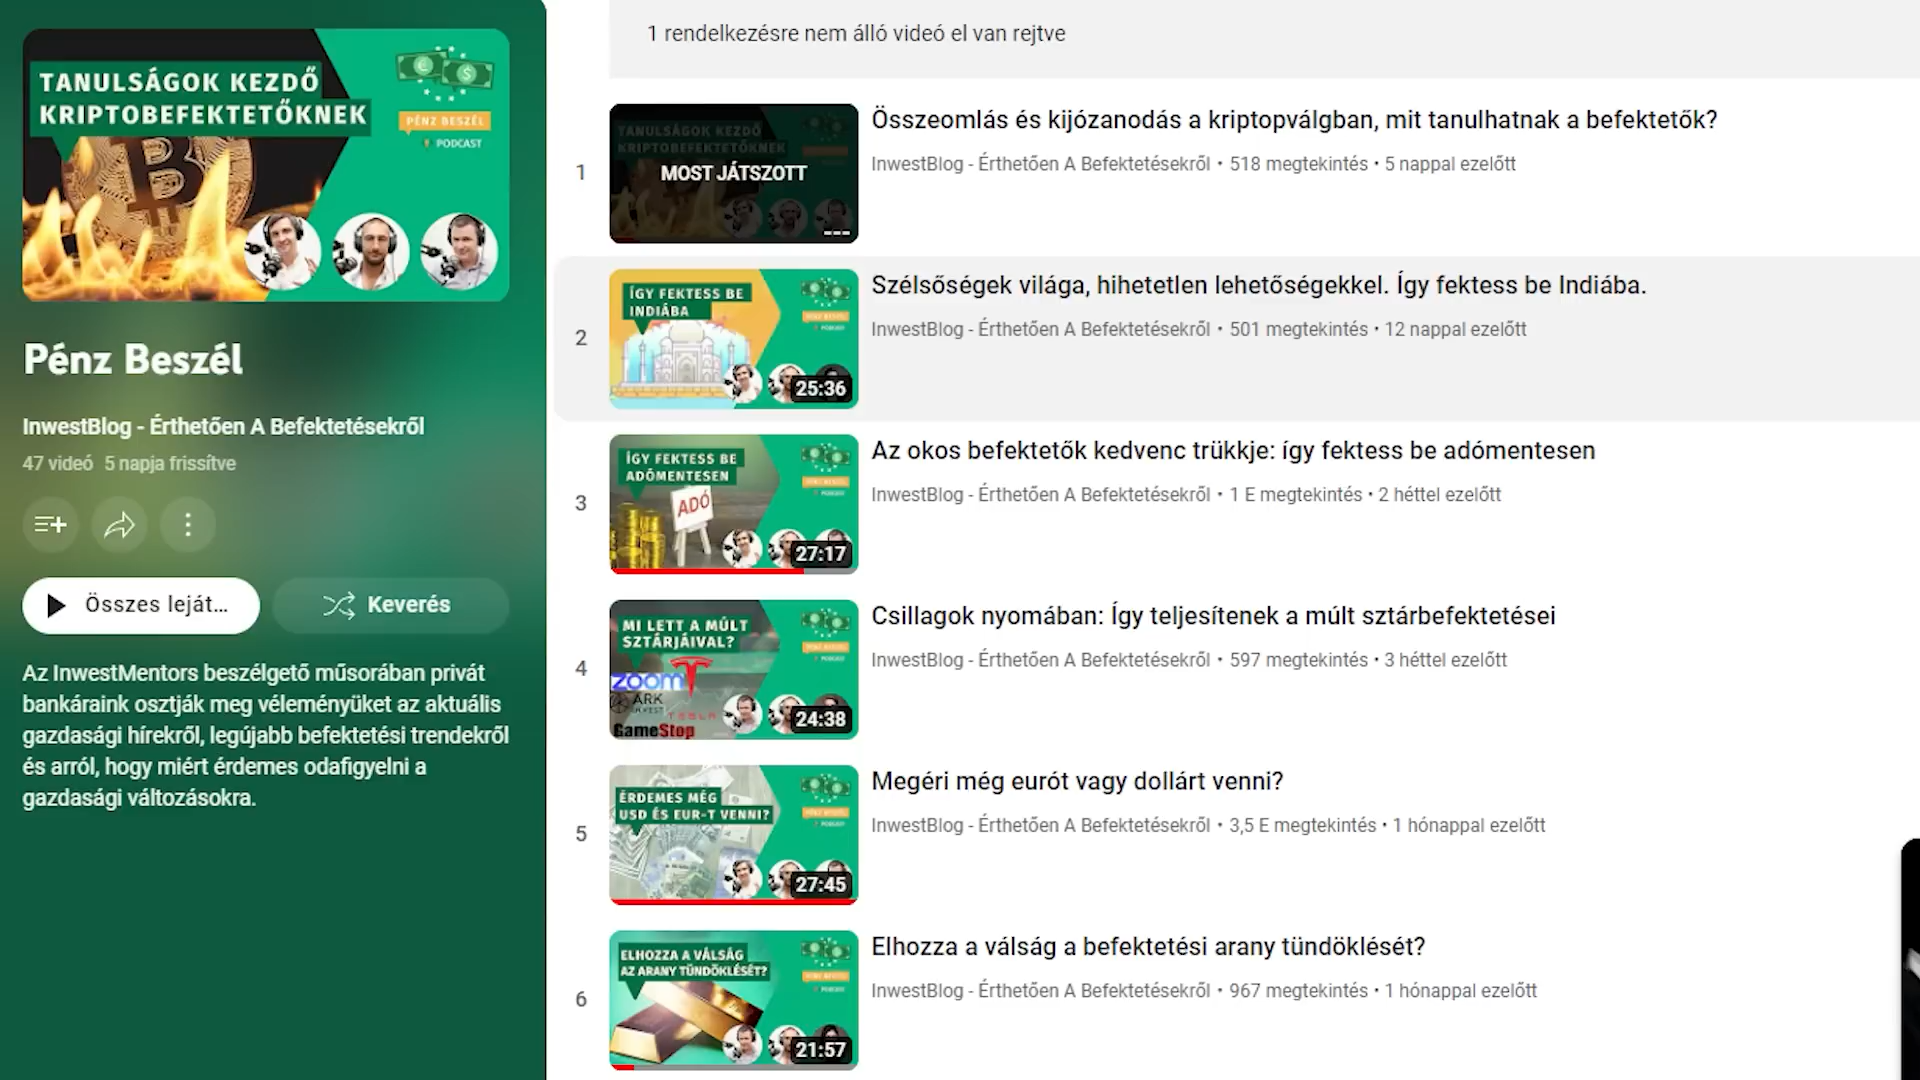 TANULSÁGOK KEZDŐ
KRIPTOBEFEKTETŐKNEK
PÉNZ BESZÉL
PODCAST
Pénz Beszél
InwestBlog - Érthetően A Befektetésekről
47 videó 5 napja frissítve
Összes leját...
Keverés
Az InwestMentors beszélgető műsorában privát
bankáraink osztják meg véleményüket az aktuális
gazdasági hírekről, legújabb befektetési trendekről
és arról, hogy miért érdemes odafigyelni a
gazdasági változásokra.
1 rendelkezésre nem álló videó el van rejtve
1
TANULSÁGOK KEZDŐ
KRIPTOBEFEKTETŐKNEK
MOST JÁTSZOTT
Összeomlás és kijózanodás a kriptopválgban, mit tanulhatnak a befektetők?
InwestBlog - Érthetően A Befektetésekről • 518 megtekintés • 5 nappal ezelőtt
2
ÍGY FEKTESS BE
INDIÁBA
25:36
Szélsőségek világa, hihetetlen lehetőségekkel. Így fektess be Indiába.
InwestBlog - Érthetően A Befektetésekről • 501 megtekintés • 12 nappal ezelőtt
3
ÍGY FEKTESS BE
ADÓMENTESEN
ADÓ
27:17
Az okos befektetők kedvenc trükkje: így fektess be adómentesen
InwestBlog - Érthetően A Befektetésekről • 1 E megtekintés • 2 héttel ezelőtt
4
MI LETT A MÚLT
SZTÁRJÁIVAL?
zoom
ARK
INVEST
TESLA
GameStop
24:38
Csillagok nyomában: Így teljesítenek a múlt sztárbefektetései
InwestBlog - Érthetően A Befektetésekről • 597 megtekintés • 3 héttel ezelőtt
5
ÉRDEMES MÉG
USD ÉS EUR-T VENNI?
27:45
Megéri még eurót vagy dollárt venni?
InwestBlog - Érthetően A Befektetésekről • 3,5 E megtekintés • 1 hónappal ezelőtt
6
ELHOZZA A VÁLSÁG
AZ ARANY TÜNDÖKLÉSÉT?
21:57
Elhozza a válság a befektetési arany tündöklését?
InwestBlog - Érthetően A Befektetésekről • 967 megtekintés • 1 hónappal ezelőtt